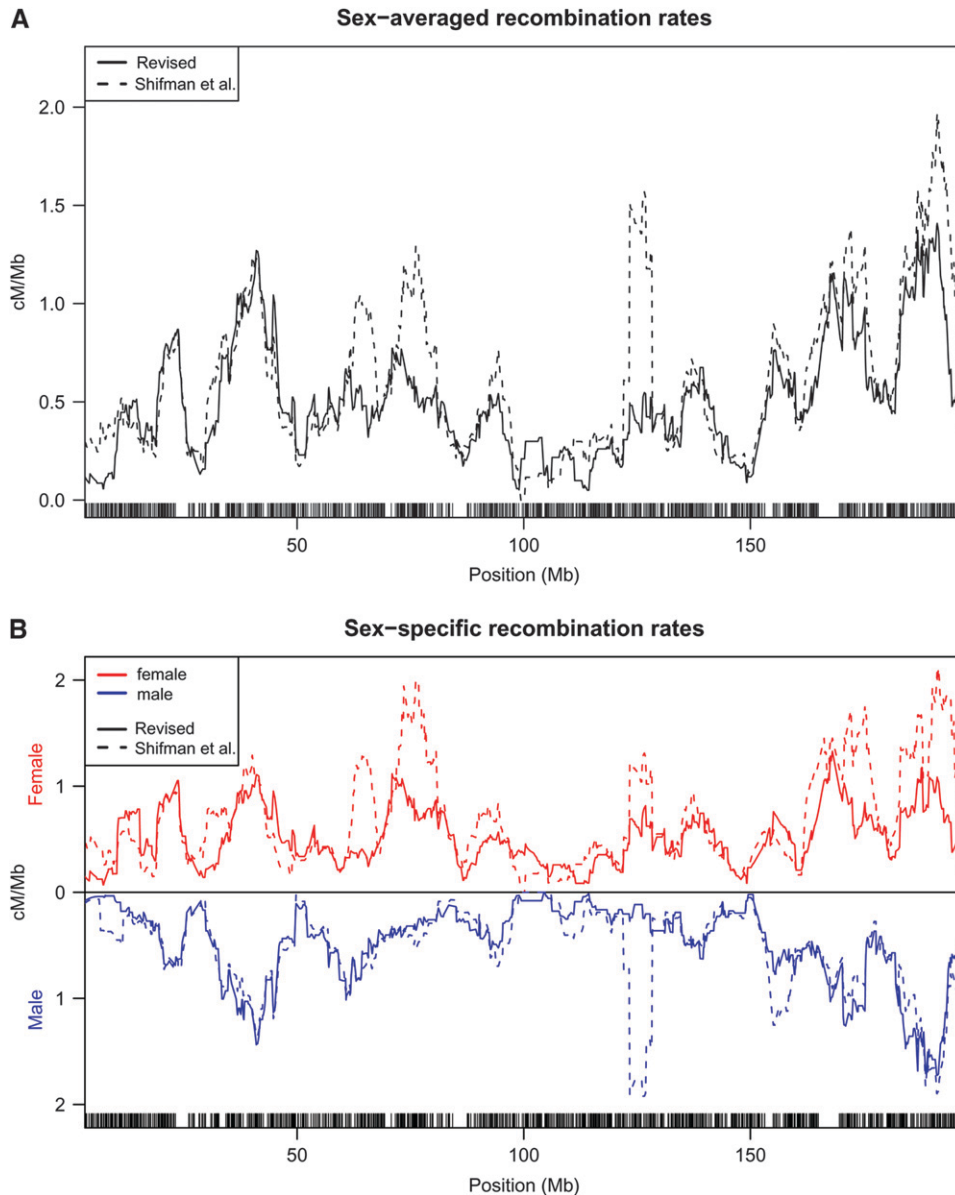 A
Sex−averaged recombination rates
Revised
Shifman et al.
2.0
1.5
1.0
0.5
0.0
cM/Mb
50
100
150
Position (Mb)
B
Sex−specific recombination rates
female
male
Revised
Shifman et al.
2
1
0
1
2
Female
cM/Mb
Male
50
100
150
Position (Mb)